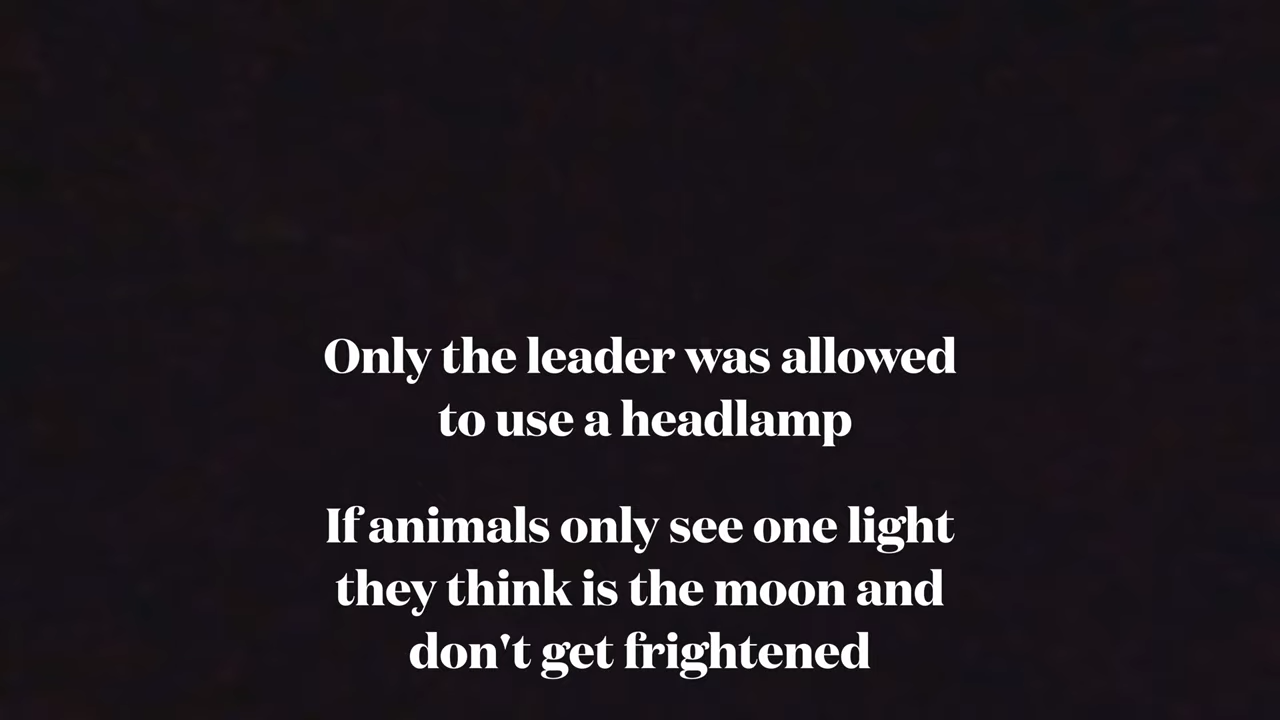 Only the leader was allowed
to use a headlamp
If animals only see one light
they think is the moon and
don't get frightened